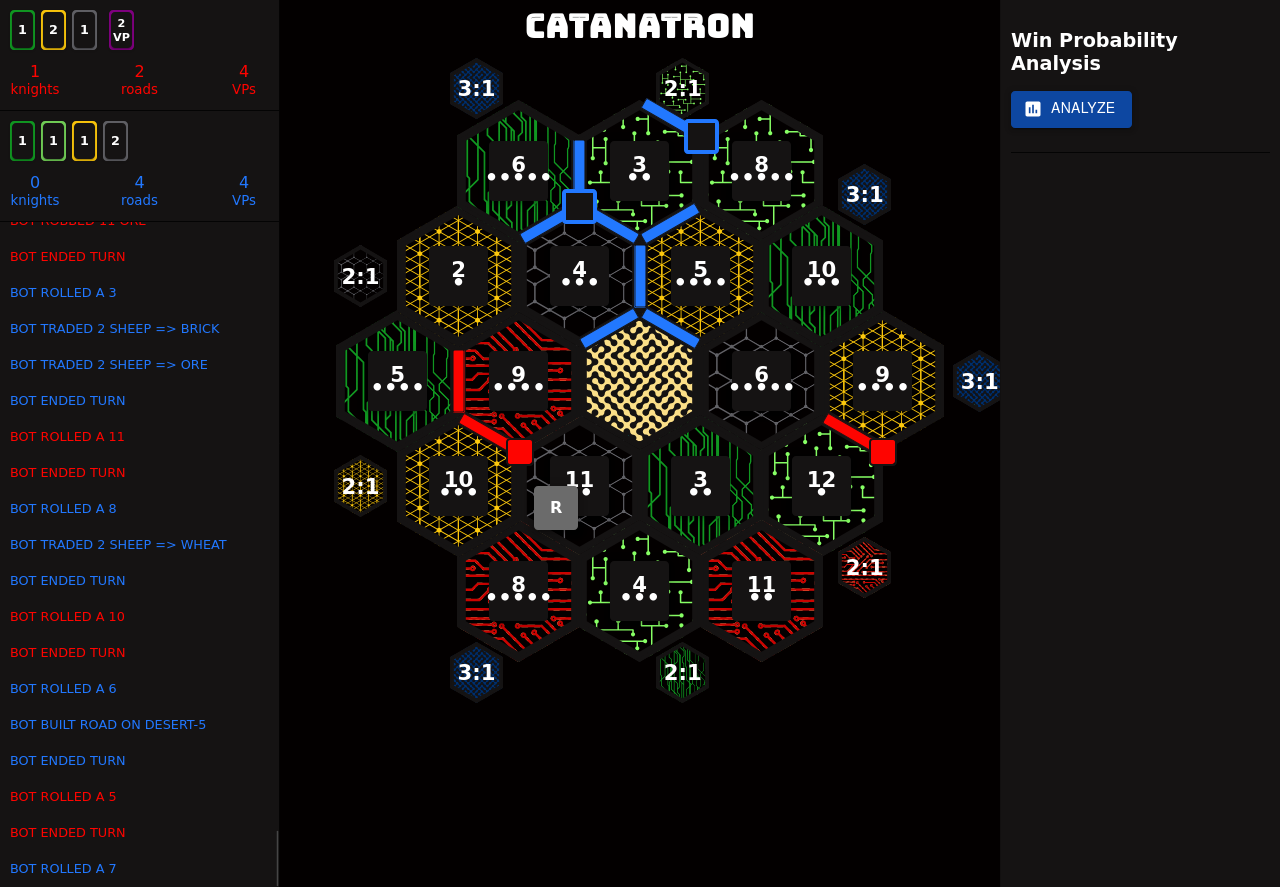 CATANATRON
1 2 1 2
VP
1 2 4
knights roads VPs
1 1 1 2
0 4 4
knights roads VPs
BOT ENDED TURN
BOT ROLLED A 3
BOT TRADED 2 SHEEP => BRICK
BOT TRADED 2 SHEEP => ORE
BOT ENDED TURN
BOT ROLLED A 11
BOT ENDED TURN
BOT ROLLED A 8
BOT TRADED 2 SHEEP => WHEAT
BOT ENDED TURN
BOT ROLLED A 10
BOT ENDED TURN
BOT ROLLED A 6
BOT BUILT ROAD ON DESERT-5
BOT ENDED TURN
BOT ROLLED A 5
BOT ENDED TURN
BOT ROLLED A 7
3:1 2:1
6 3 8
3:1
2:1 2 4 5 10
5 9 6 9 3:1
2:1 10 11 3 12
R
8 4 11 2:1
3:1 2:1
Win Probability
Analysis
ANALYZE